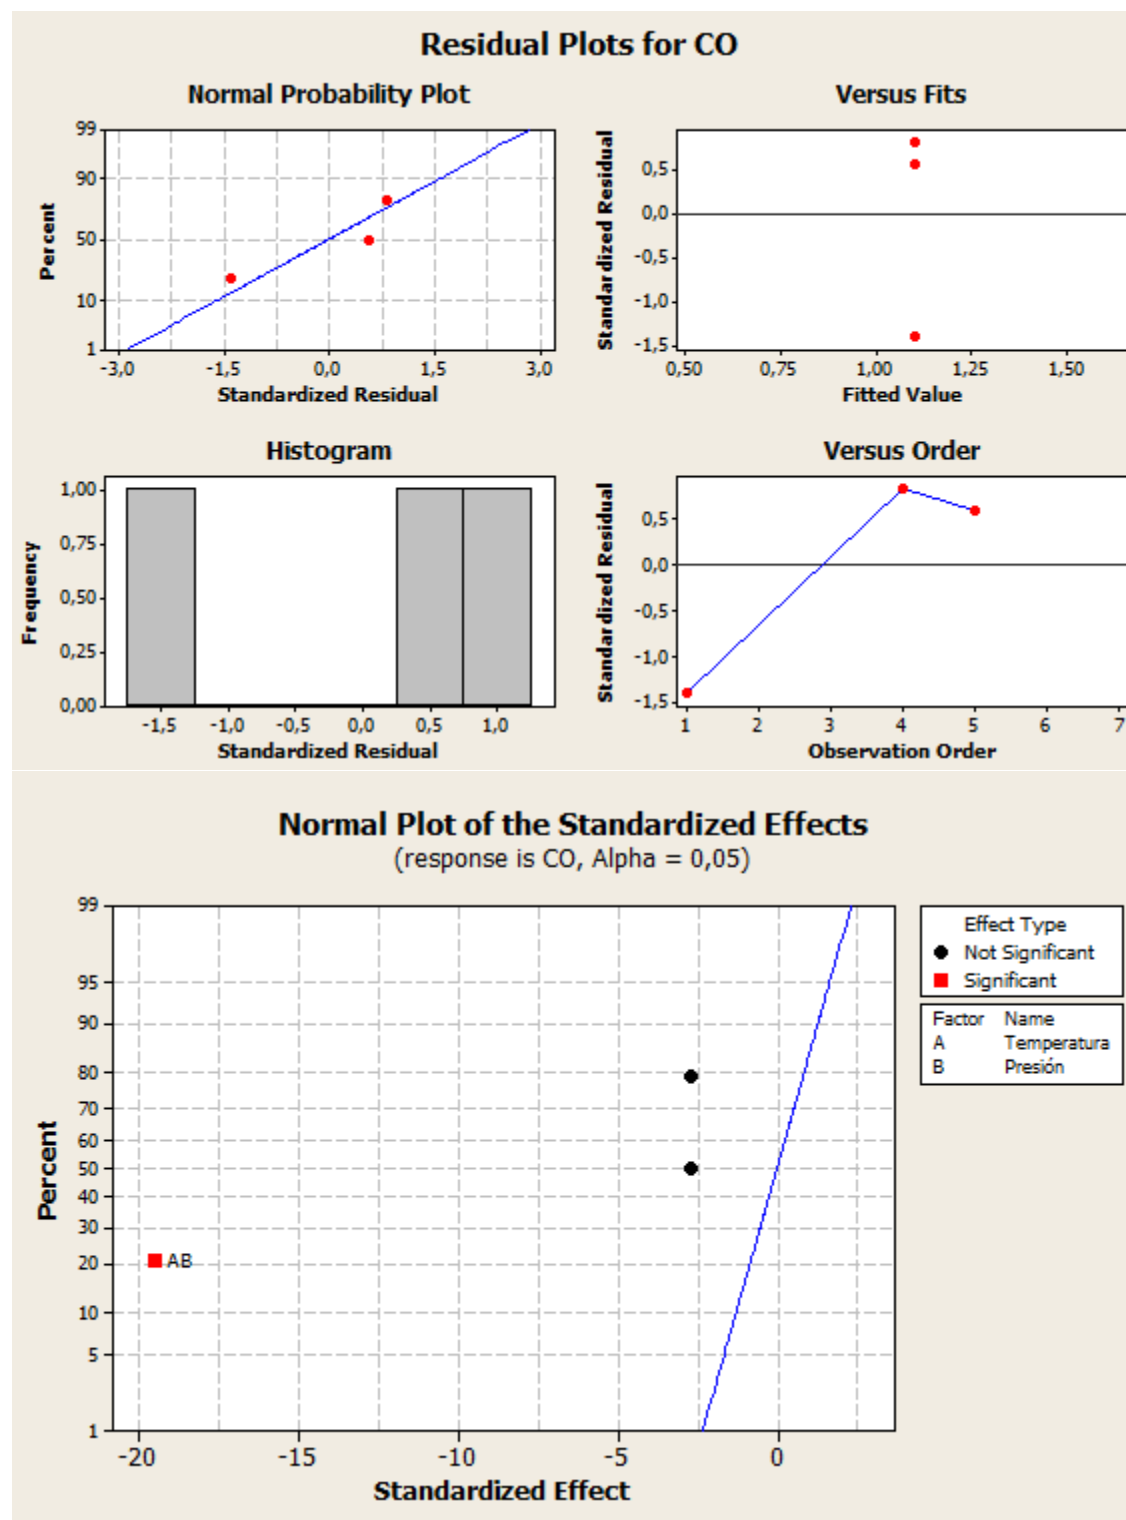 Residual Plots for CO
Normal Probability Plot
99
90
50
10
1
Percent
-3,0 -1,5 0,0 1,5 3,0
Standardized Residual
Versus Fits
0,5
0,0
-0,5
-1,0
-1,5
Standardized Residual
0,50 0,75 1,00 1,25 1,50
Fitted Value
Histogram
1,00
0,75
0,50
0,25
0,00
Frequency
-1,5 -1,0 -0,5 0,0 0,5 1,0
Standardized Residual
Versus Order
0,5
0,0
-0,5
-1,0
-1,5
Standardized Residual
1 2 3 4 5 6 7
Observation Order
Normal Plot of the Standardized Effects
(response is CO, Alpha = 0,05)
99
95
90
80
70
60
50
40
30
20
10
5
1
Percent
AB
-20 -15 -10 -5 0
Standardized Effect
Effect Type
Not Significant
Significant
Factor Name
A Temperatura
B Presión